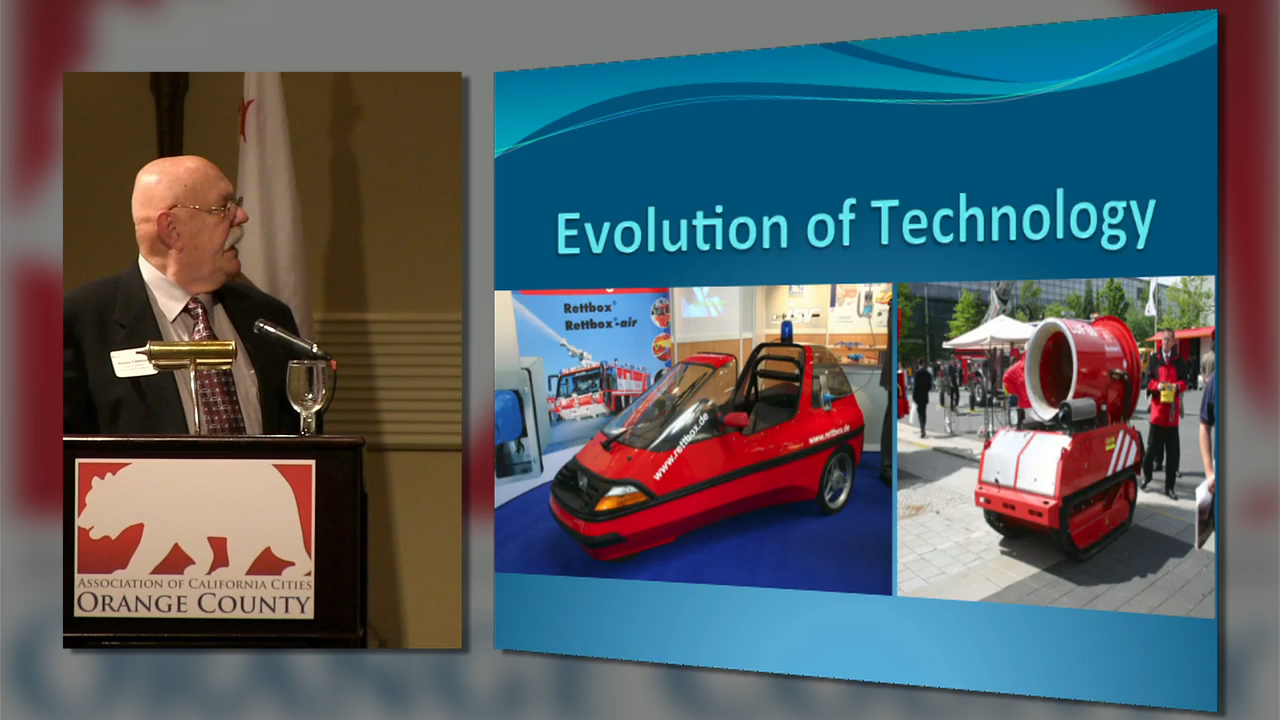 Evolution of Technology
Rettbox®
Rettbox®-air
www.rettbox.de
www.rettbox.de
ASSOCIATION OF CALIFORNIA CITIES
ORANGE COUNTY